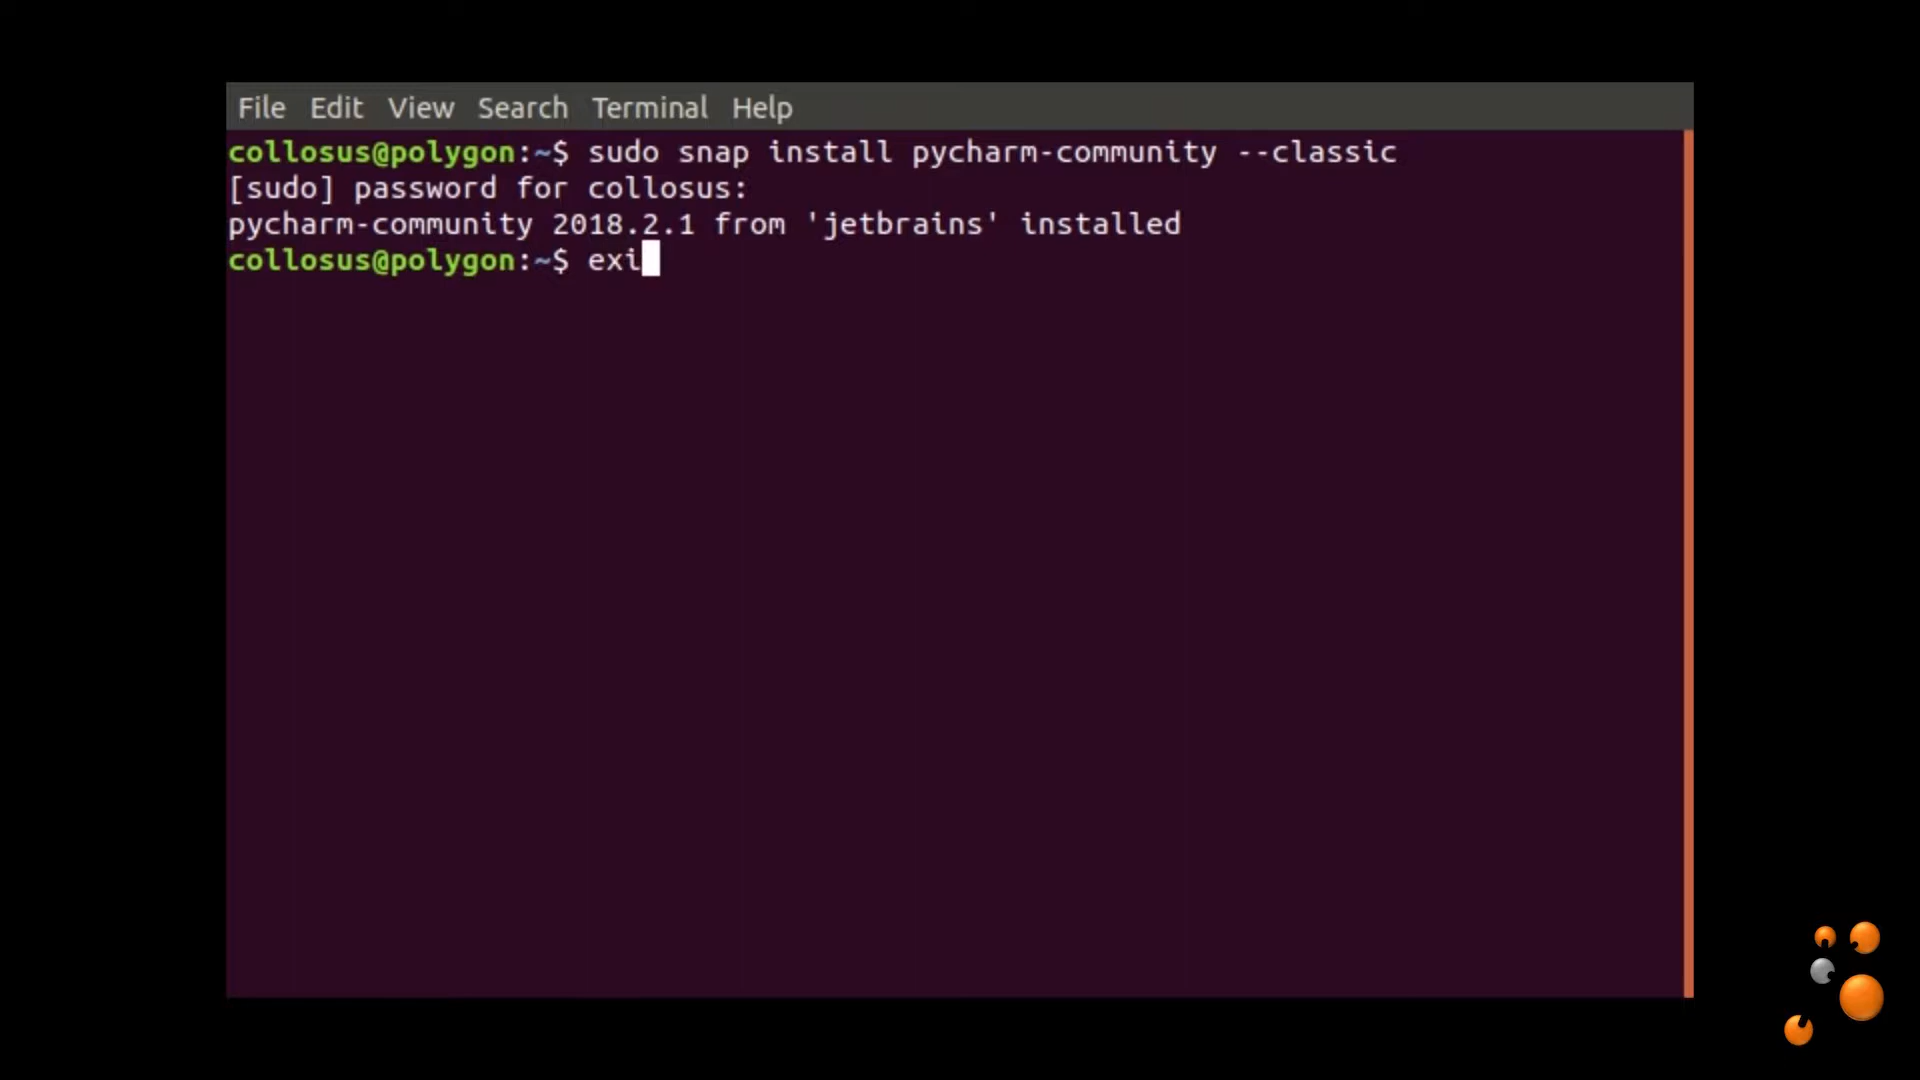 File Edit View Search Terminal Help
collosus@polygon:~$ sudo snap install pycharm-community --classic
[sudo] password for collosus:
pycharm-community 2018.2.1 from 'jetbrains' installed
collosus@polygon:~$ exi